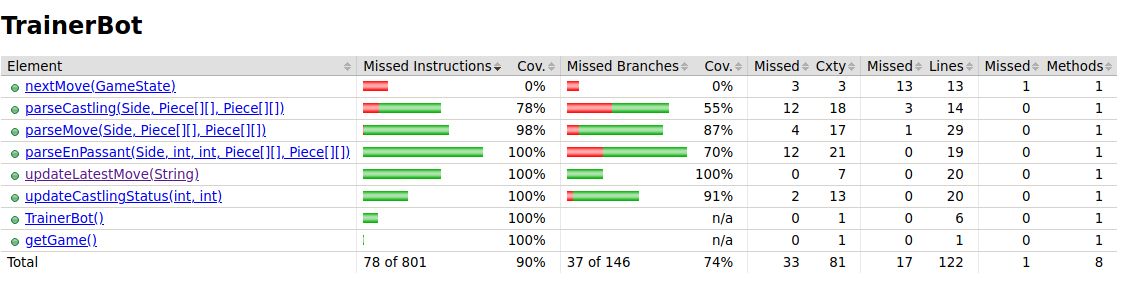 TrainerBot
Element Missed Instructions Cov. Missed Branches Cov. Missed Cxty Missed Lines Missed Methods
nextMove(GameState) 0% 0% 3 3 13 13 1 1
parseCastling(Side, Piece[][], Piece[][]) 78% 55% 12 18 3 14 0 1
parseMove(Side, Piece[][], Piece[][]) 98% 87% 4 17 1 29 0 1
parseEnPassant(Side, int, int, Piece[][], Piece[][]) 100% 70% 12 21 0 19 0 1
updateLatestMove(String) 100% 100% 0 7 0 20 0 1
updateCastlingStatus(int, int) 100% 91% 2 13 0 20 0 1
TrainerBot() 100% n/a 0 1 0 6 0 1
getGame() 100% n/a 0 1 0 1 0 1
Total 78 of 801 90% 37 of 146 74% 33 81 17 122 1 8